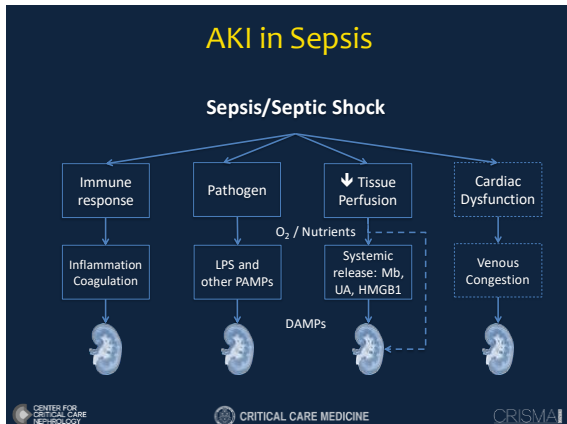 AKI in Sepsis
Sepsis/Septic Shock
Immune
response
Pathogen
🡇 Tissue
Perfusion
Cardiac
Dysfunction
O₂ / Nutrients
Inflammation
Coagulation
LPS and
other PAMPs
Systemic
release: Mb,
UA, HMGB1
Venous
Congestion
DAMPs
CENTER FOR
CRITICAL CARE
NEPHROLOGY
CRITICAL CARE MEDICINE
CRISMA